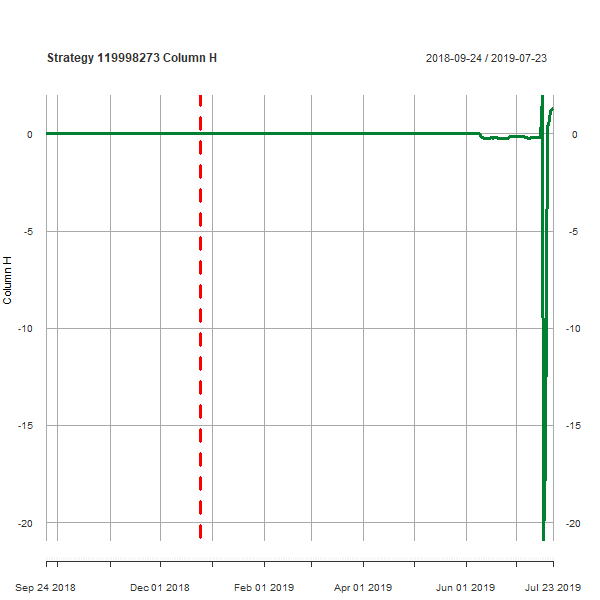 Strategy 119998273 Column H
2018-09-24 / 2019-07-23
0 0
-5 -5
-10 -10
-15 -15
-20 -20
Column H
Sep 24 2018 Dec 01 2018 Feb 01 2019 Apr 01 2019 Jun 01 2019 Jul 23 2019